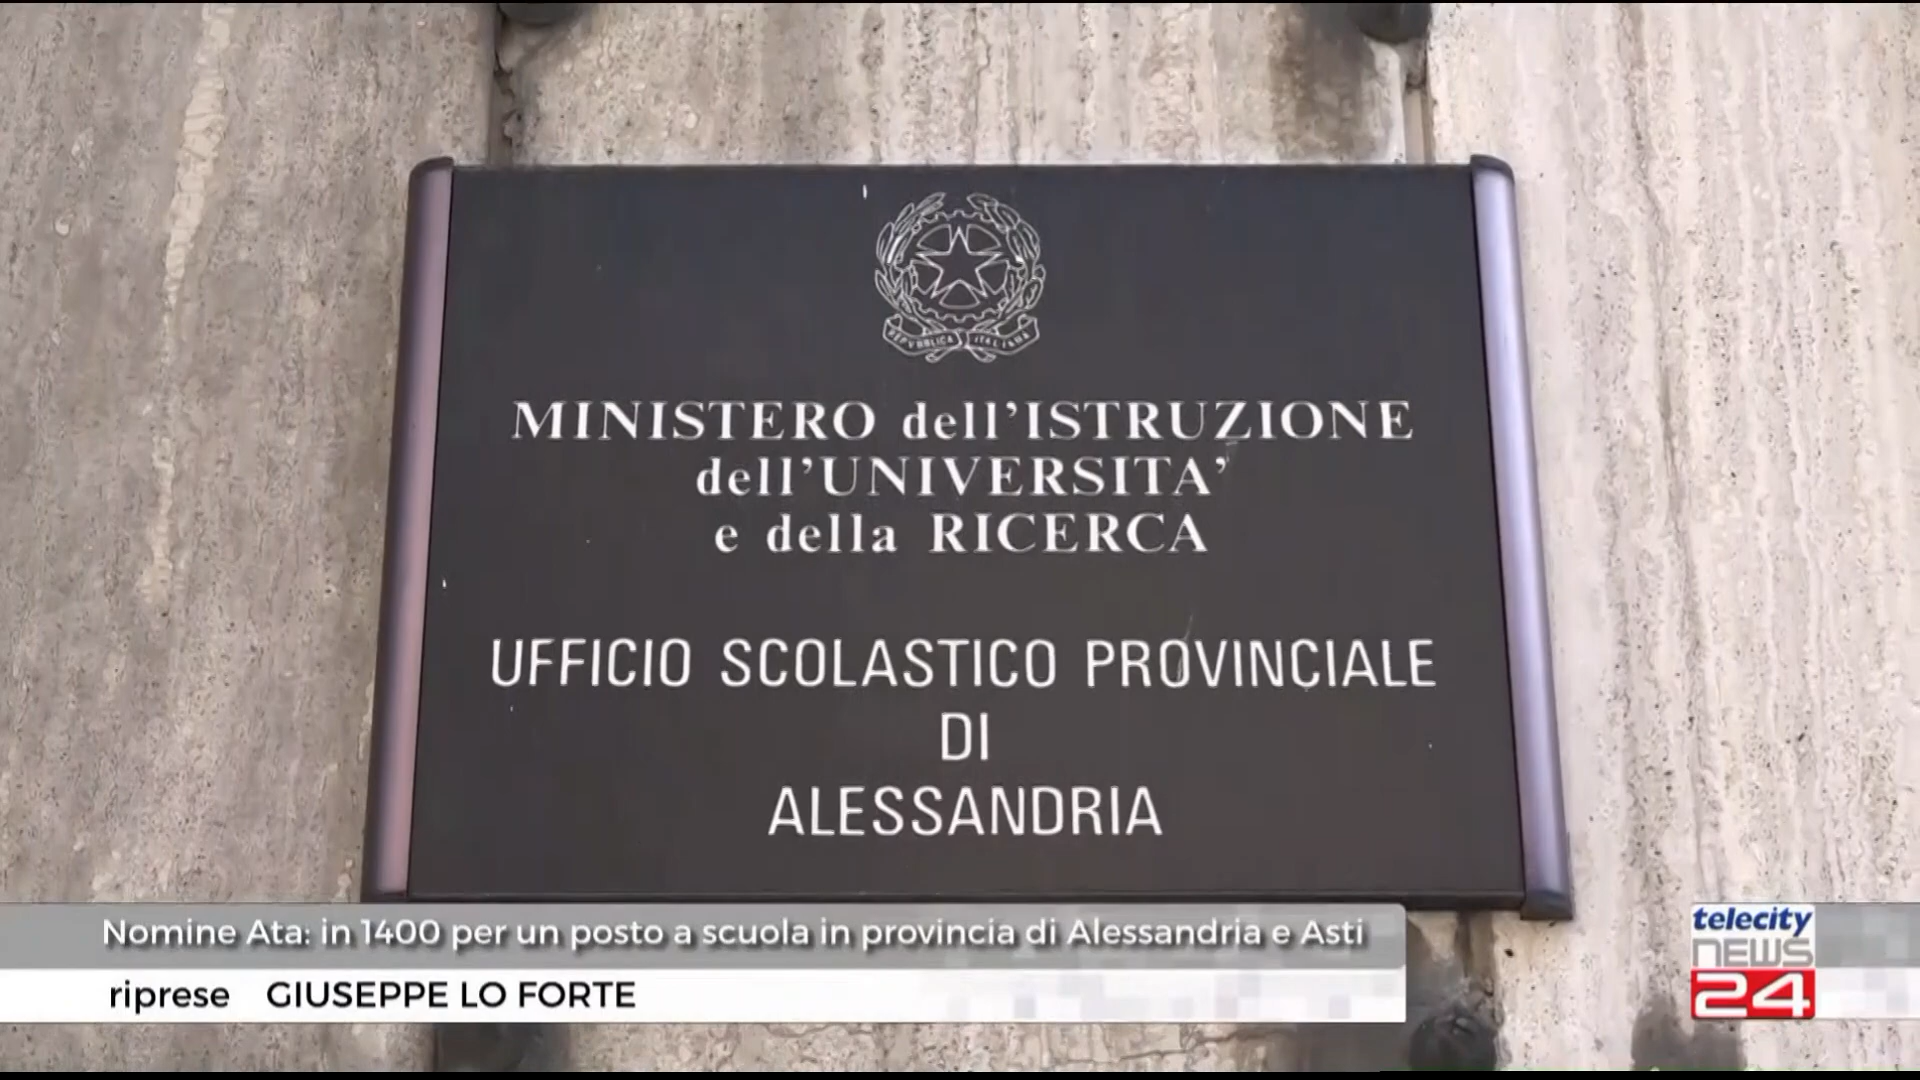 REPVBBLICA ITALIANA
MINISTERO dell'ISTRUZIONE
dell'UNIVERSITA'
e della RICERCA
UFFICIO SCOLASTICO PROVINCIALE
DI
ALESSANDRIA
Nomine Ata: in 1400 per un posto a scuola in provincia di Alessandria e Asti
riprese GIUSEPPE LO FORTE
telecity
NEWS
24